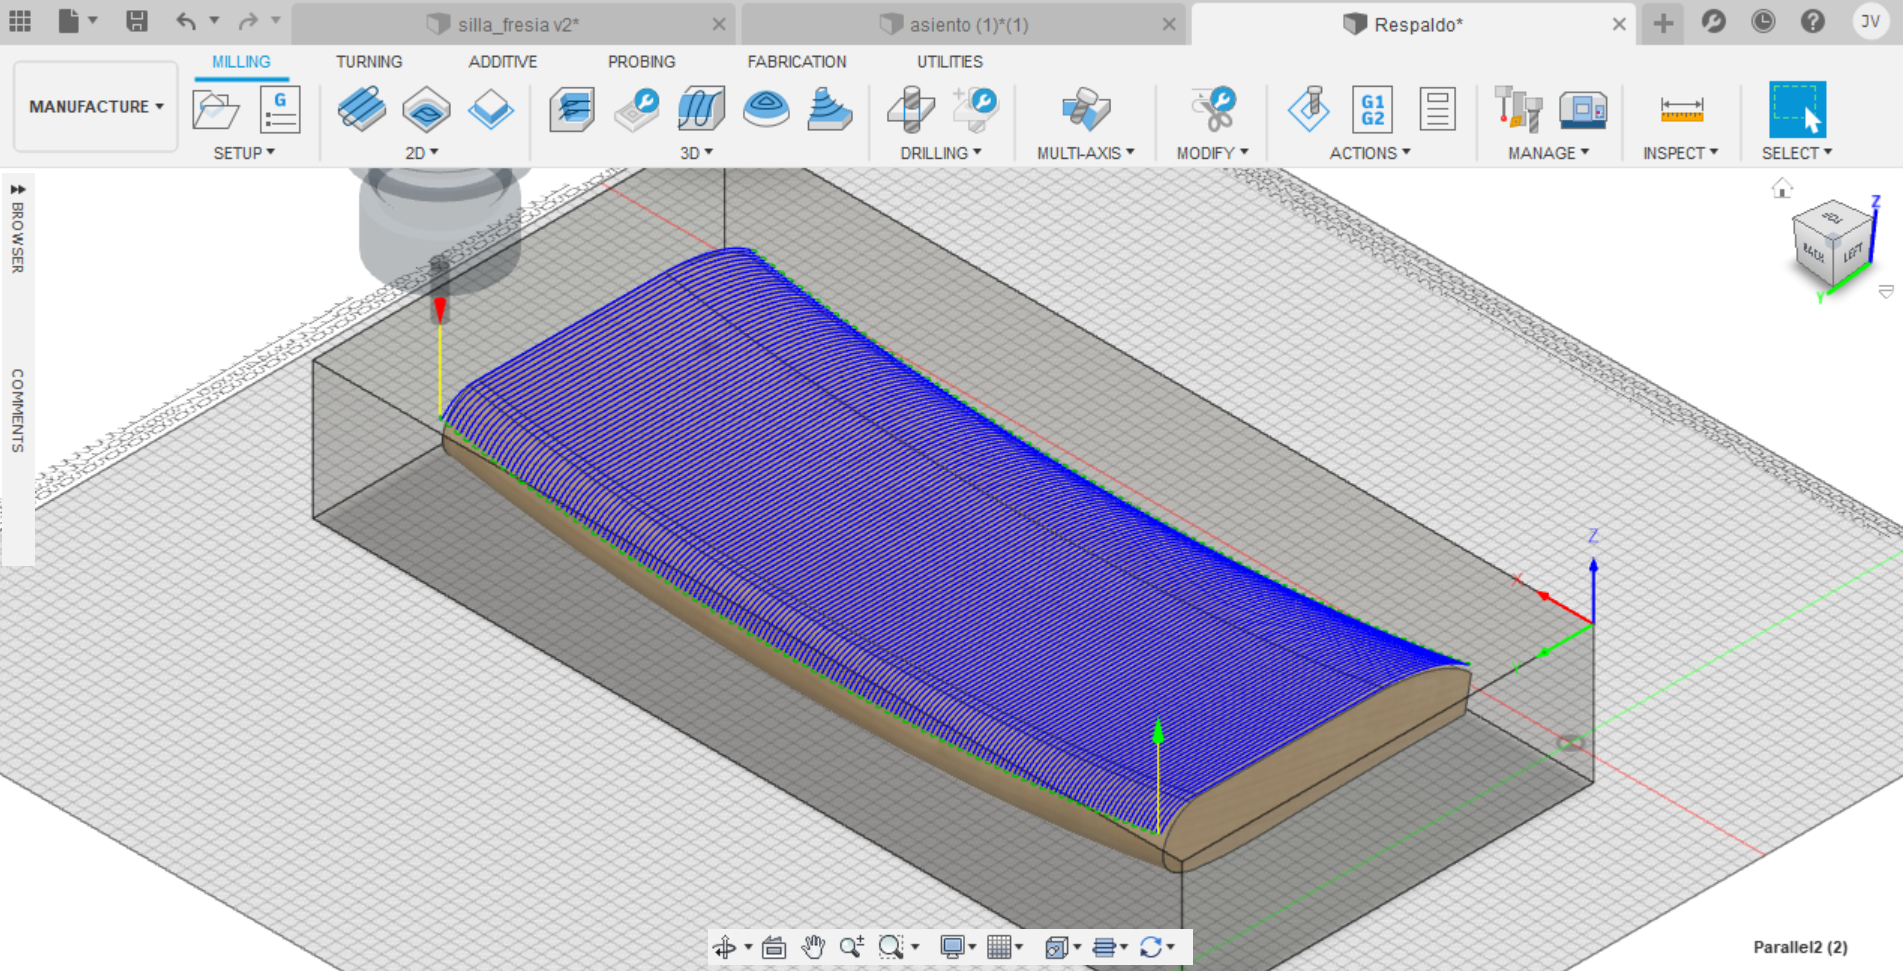 silla_fresia v2*
asiento (1)*(1)
Respaldo*
JV
MILLING
TURNING
ADDITIVE
PROBING
FABRICATION
UTILITIES
MANUFACTURE
G
G1
G2
SETUP
2D
3D
DRILLING
MULTI-AXIS
MODIFY
ACTIONS
MANAGE
INSPECT
SELECT
BROWSER
COMMENTS
TOP
BACK
LEFT
Z
Y
Z
X
Y
Parallel2 (2)